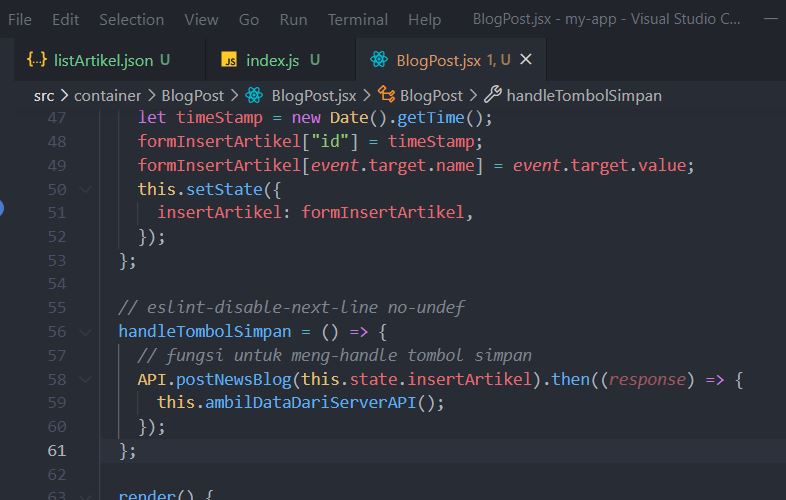 File Edit Selection View Go Run Terminal Help BlogPost.jsx - my-app - Visual Studio C...
{..} listArtikel.json U JS index.js U BlogPost.jsx 1, U
src > container > BlogPost > BlogPost.jsx > BlogPost > handleTombolSimpan
47 let timeStamp = new Date().getTime();
48 formInsertArtikel["id"] = timeStamp;
49 formInsertArtikel[event.target.name] = event.target.value;
50 this.setState({
51 insertArtikel: formInsertArtikel,
52 });
53 };
54
55 // eslint-disable-next-line no-undef
56 handleTombolSimpan = () => {
57 // fungsi untuk meng-handle tombol simpan
58 API.postNewsBlog(this.state.insertArtikel).then((response) => {
59 this.ambilDataDariServerAPI();
60 });
61 };
62
63 render() {